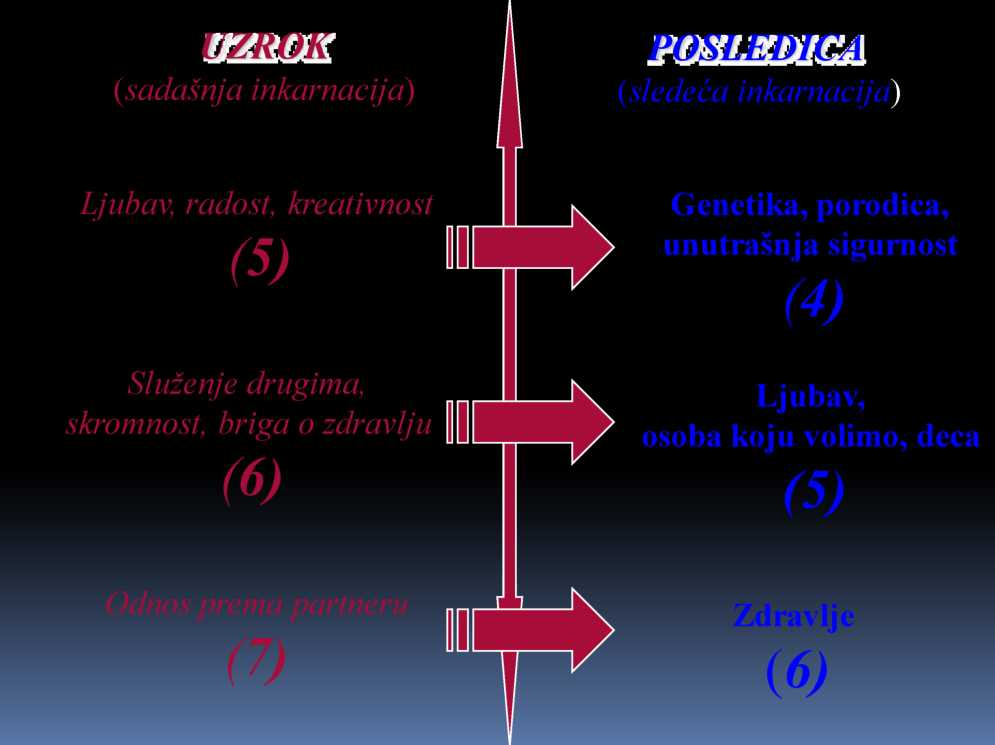 UZROK
(sadašnja inkarnacija)
POSLEDICA
(sledeća inkarnacija)
Ljubav, radost, kreativnost
(5)
Genetika, porodica,
unutrašnja sigurnost
(4)
Služenje drugima,
skromnost, briga o zdravlju
(6)
Ljubav,
osoba koju volimo, deca
(5)
Odnos prema partneru
(7)
Zdravlje
(6)